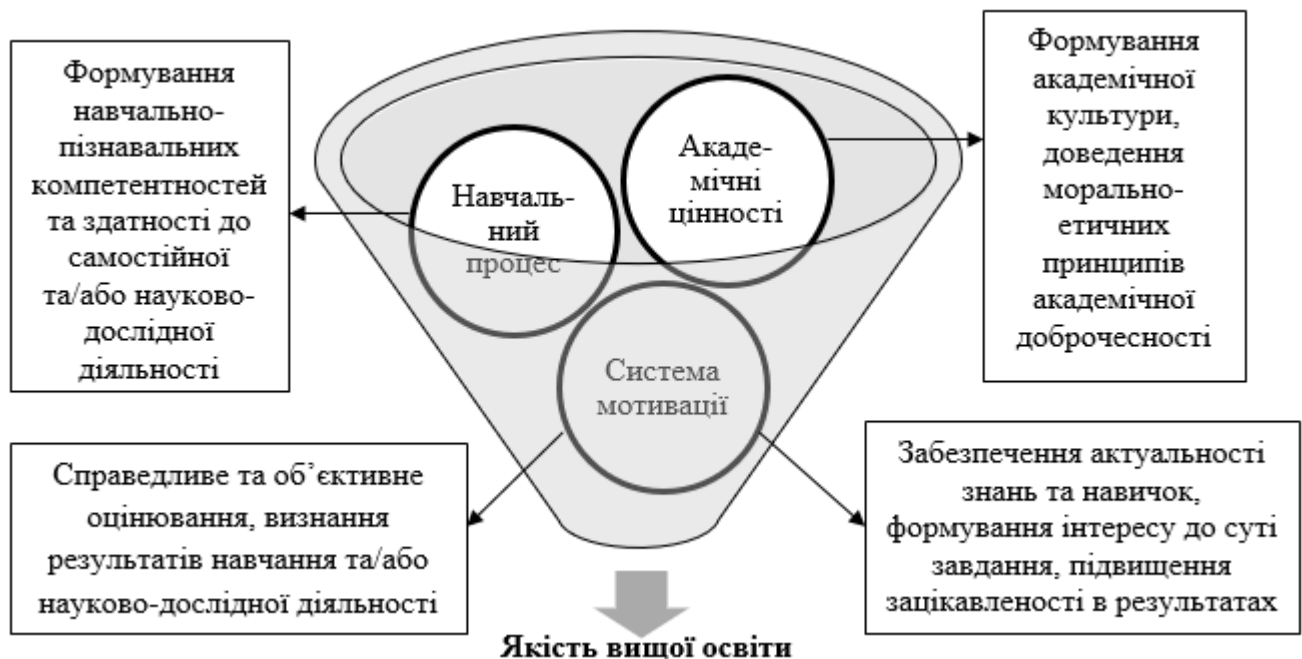 Формування
навчально-
пізнавальних
компетентностей
та здатності до
самостійної
та/або науково-
дослідної
діяльності
Навчаль-
ний
процес
Акаде-
мічні
цінності
Формування
академічної
культури,
доведення
морально-
етичних
принципів
академічної
доброчесності
Система
мотивації
Справедливе та об’єктивне
оцінювання, визнання
результатів навчання та/або
науково-дослідної діяльності
Забезпечення актуальності
знань та навичок,
формування інтересу до суті
завдання, підвищення
зацікавленості в результатах
Якість вищої освіти